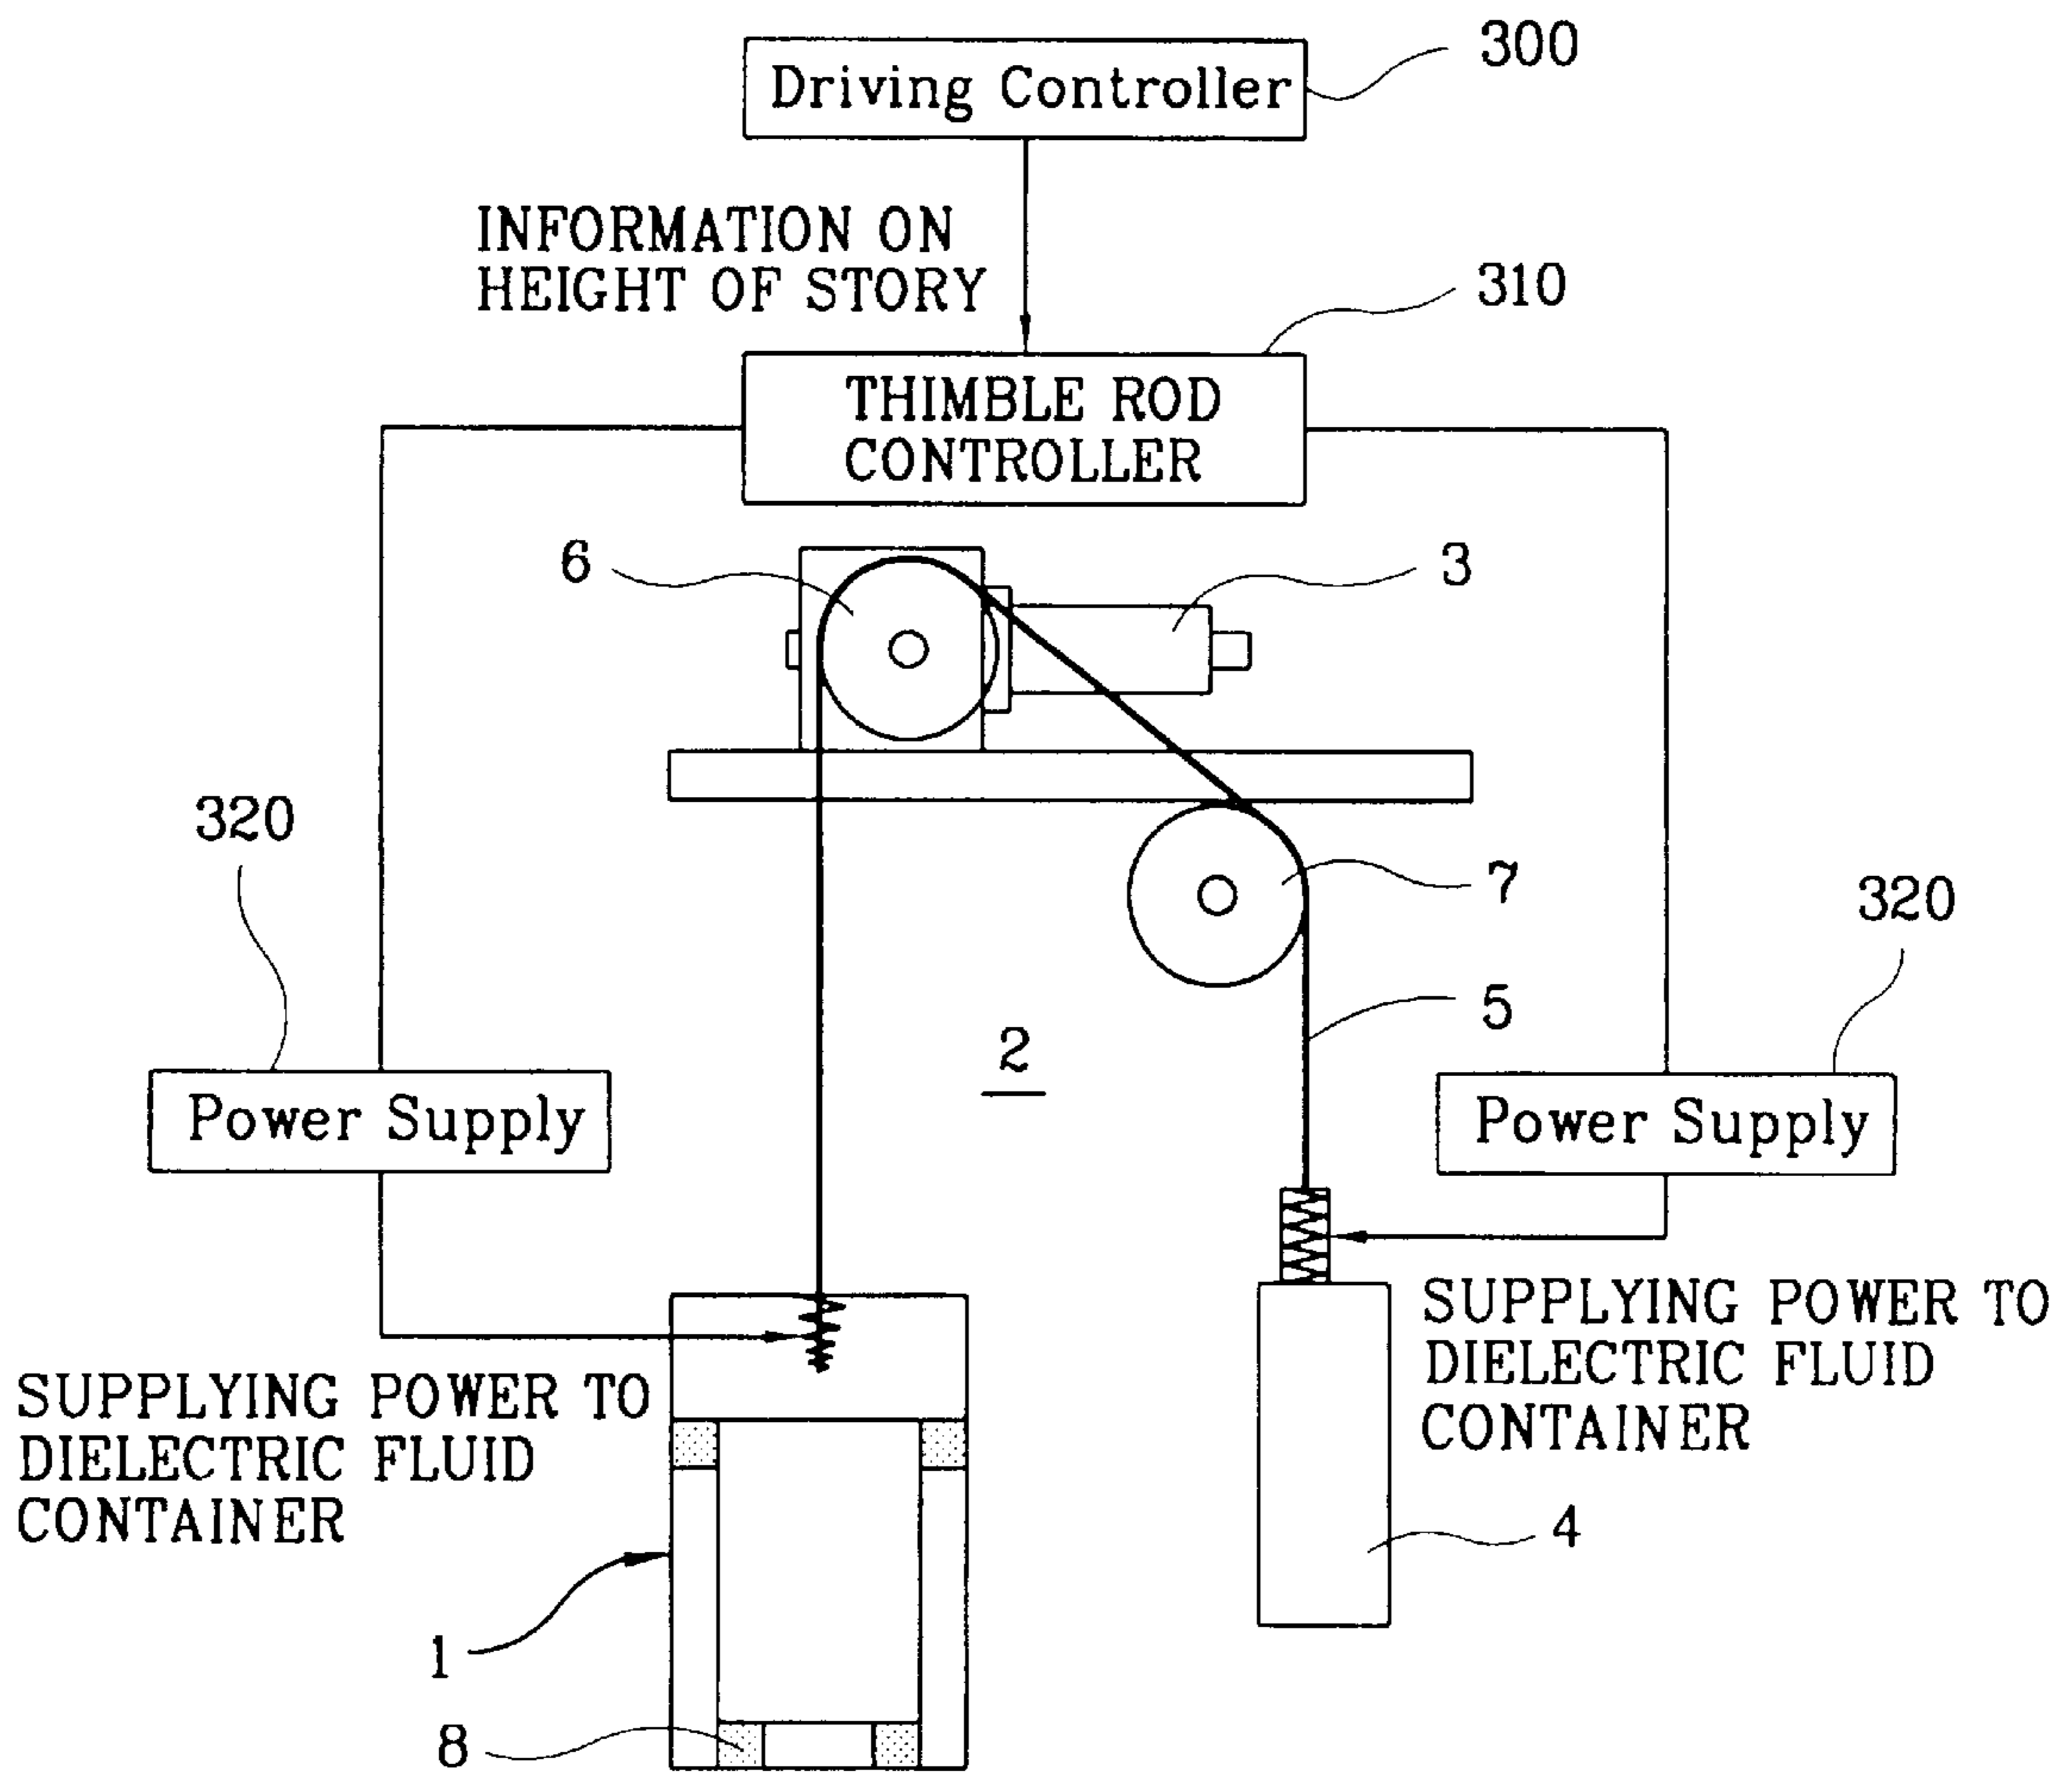 300
Driving Controller
INFORMATION ON
HEIGHT OF STORY
310
THIMBLE ROD
CONTROLLER
6
3
320
7
320
5
2
Power Supply
Power Supply
SUPPLYING POWER TO
DIELECTRIC FLUID
CONTAINER
SUPPLYING POWER TO
DIELECTRIC FLUID
CONTAINER
4
1
8